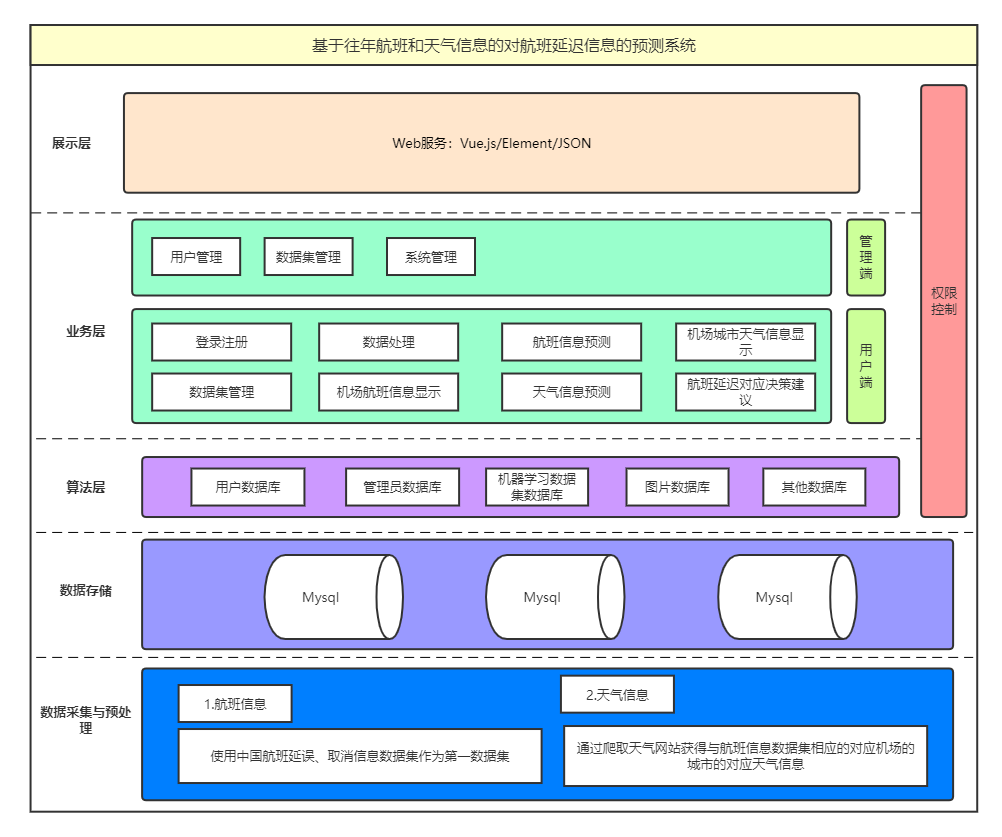 基于往年航班和天气信息的对航班延迟信息的预测系统
展示层
Web服务：Vue.js/Element/JSON
权限
控制
业务层
用户管理
数据集管理
系统管理
管
理
端
登录注册
数据处理
航班信息预测
机场城市天气信息显
示
数据集管理
机场航班信息显示
天气信息预测
航班延迟对应决策建
议
用
户
端
算法层
用户数据库
管理员数据库
机器学习数据
集数据库
图片数据库
其他数据库
数据存储
Mysql
Mysql
Mysql
数据采集与预处
理
1.航班信息
2.天气信息
使用中国航班延误、取消信息数据集作为第一数据集
通过爬取天气网站获得与航班信息数据集相应的对应机场的
城市的对应天气信息